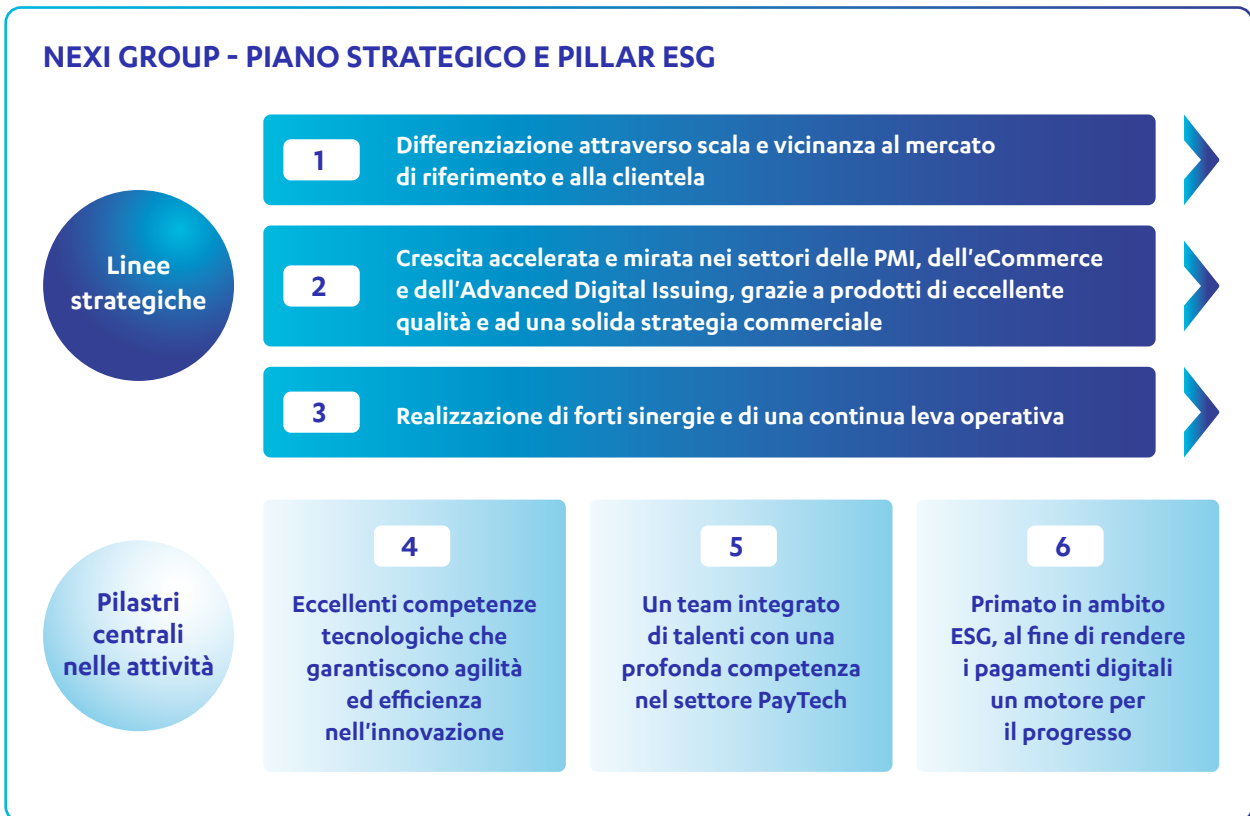 NEXI GROUP - PIANO STRATEGICO E PILLAR ESG
Linee
strategiche
1
Differenziazione attraverso scala e vicinanza al mercato
di riferimento e alla clientela
2
Crescita accelerata e mirata nei settori delle PMI, dell'eCommerce
e dell'Advanced Digital Issuing, grazie a prodotti di eccellente
qualità e ad una solida strategia commerciale
3
Realizzazione di forti sinergie e di una continua leva operativa
Pilastri
centrali
nelle attività
4
Eccellenti competenze
tecnologiche che
garantiscono agilità
ed efficienza
nell'innovazione
5
Un team integrato
di talenti con una
profonda competenza
nel settore PayTech
6
Primato in ambito
ESG, al fine di rendere
i pagamenti digitali
un motore per
il progresso